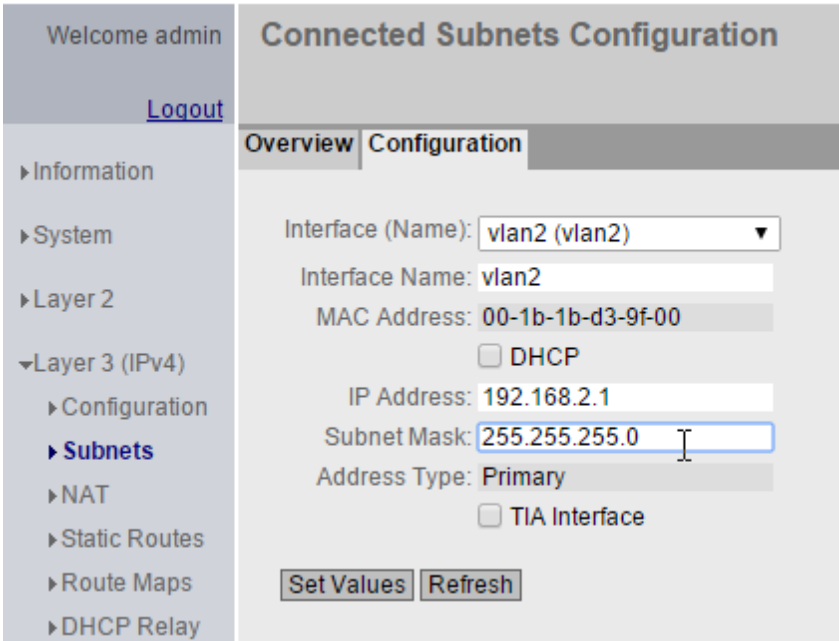 Welcome admin
Logout
Connected Subnets Configuration
Overview Configuration
Information
System
Layer 2
Layer 3 (IPv4)
Configuration
Subnets
NAT
Static Routes
Route Maps
DHCP Relay
Interface (Name): vlan2 (vlan2)
Interface Name: vlan2
MAC Address: 00-1b-1b-d3-9f-00
DHCP
IP Address: 192.168.2.1
Subnet Mask: 255.255.255.0
Address Type: Primary
TIA Interface
Set Values Refresh